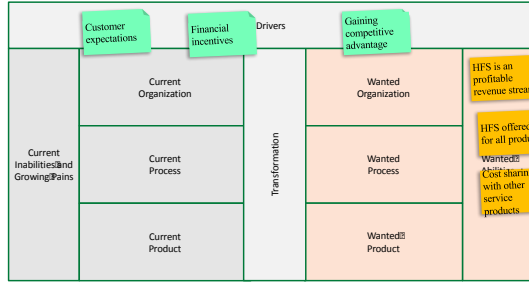 Customer
expectations
Financial
incentives
Drivers
Gaining
competitive
advantage
Current
Inabilities and
Growing Pains
Current
Organization
Current
Process
Current
Product
Transformation
Wanted
Organization
Wanted
Process
Wanted
Product
HFS is an
profitable
revenue strea
HFS offered
for all produ
Wanted
Cost sharin
with other
service
products